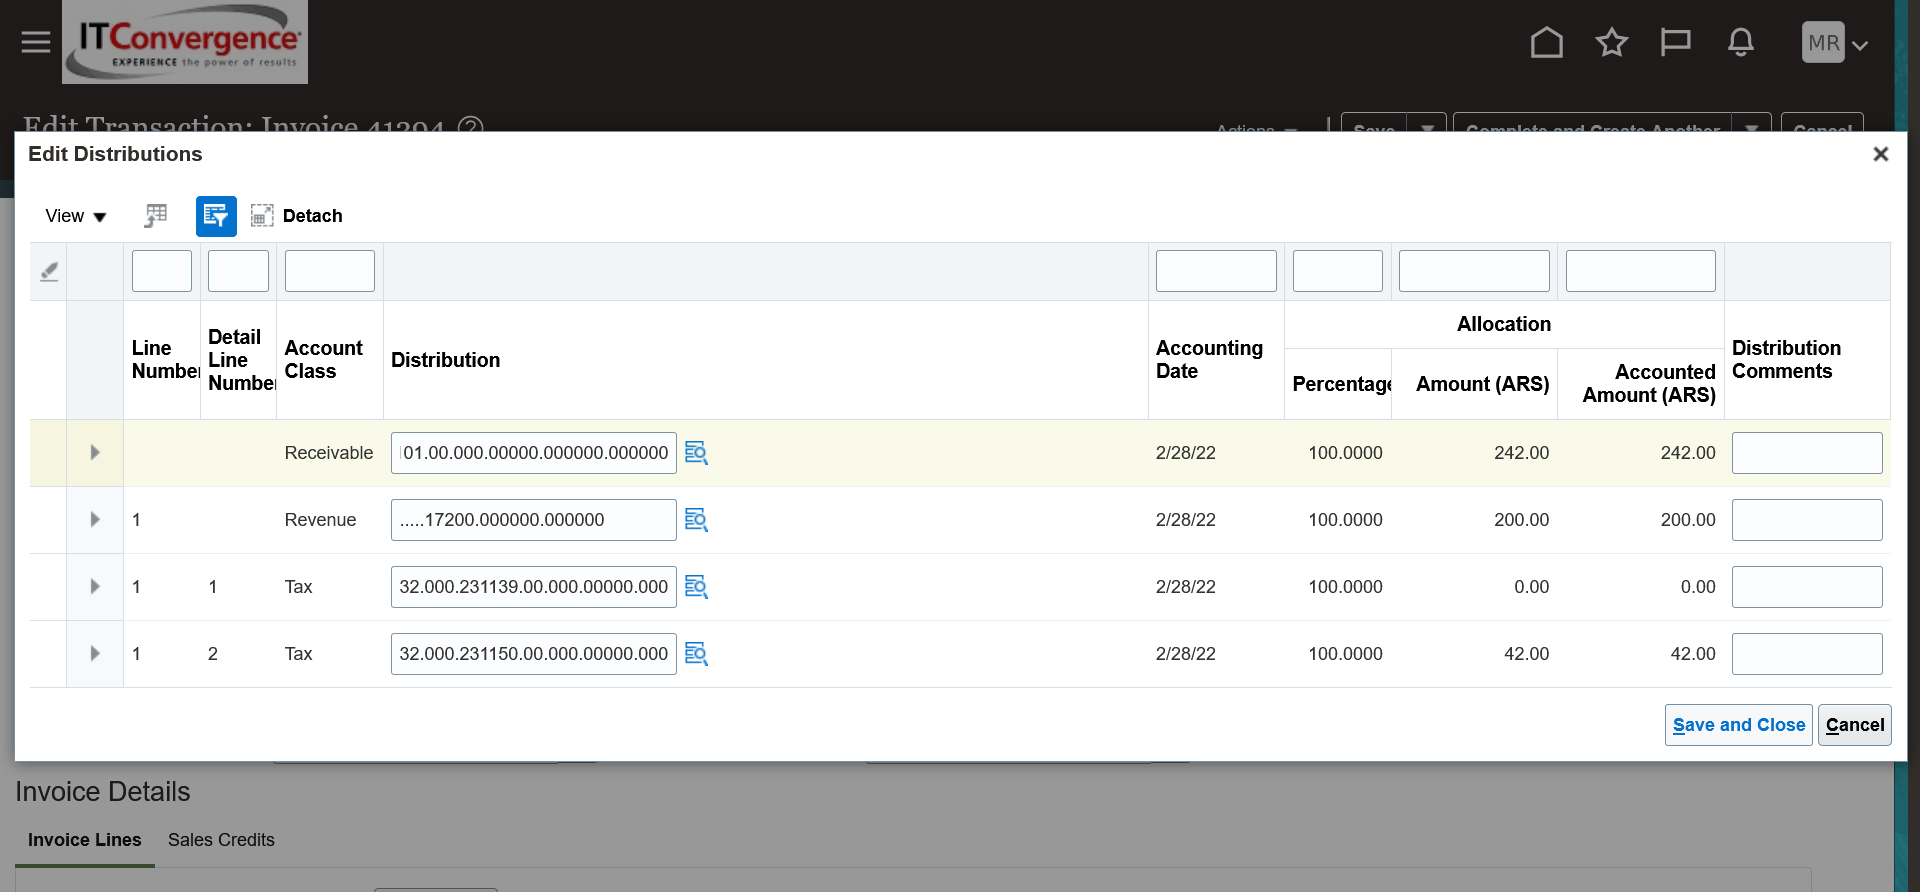 ITConvergence
EXPERIENCE the power of results
MR
Edit Transaction: Invoice 41394
Actions Save Complete and Create Another Cancel
Edit Distributions
View Detach
Line Number
Detail Line Number
Account Class
Distribution
Accounting Date
Allocation
Percentage
Amount (ARS)
Accounted Amount (ARS)
Distribution Comments
Receivable 01.00.000.00000.000000.000000 2/28/22 100.0000 242.00 242.00
1 Revenue .....17200.000000.000000 2/28/22 100.0000 200.00 200.00
1 1 Tax 32.000.231139.00.000.00000.000 2/28/22 100.0000 0.00 0.00
1 2 Tax 32.000.231150.00.000.00000.000 2/28/22 100.0000 42.00 42.00
Save and Close Cancel
Invoice Details
Invoice Lines Sales Credits